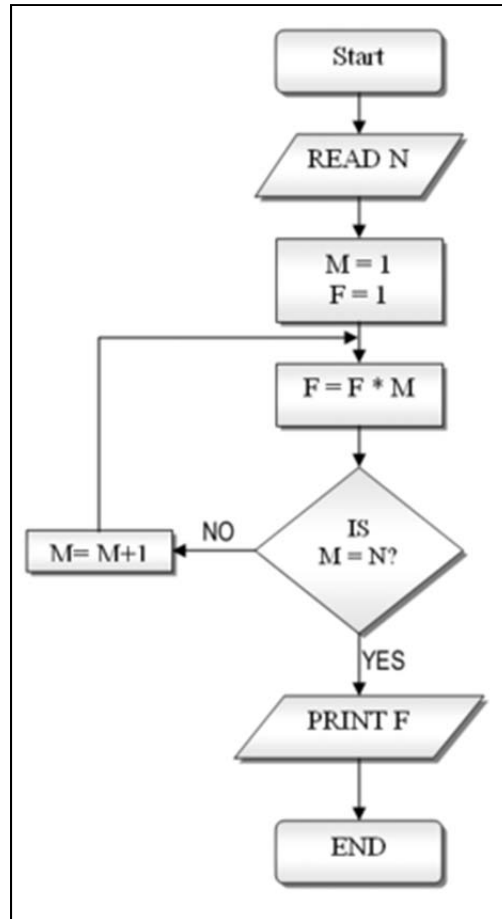 Start
READ N
M = 1
F = 1
F = F * M
IS
M = N?
NO
M= M+1
YES
PRINT F
END